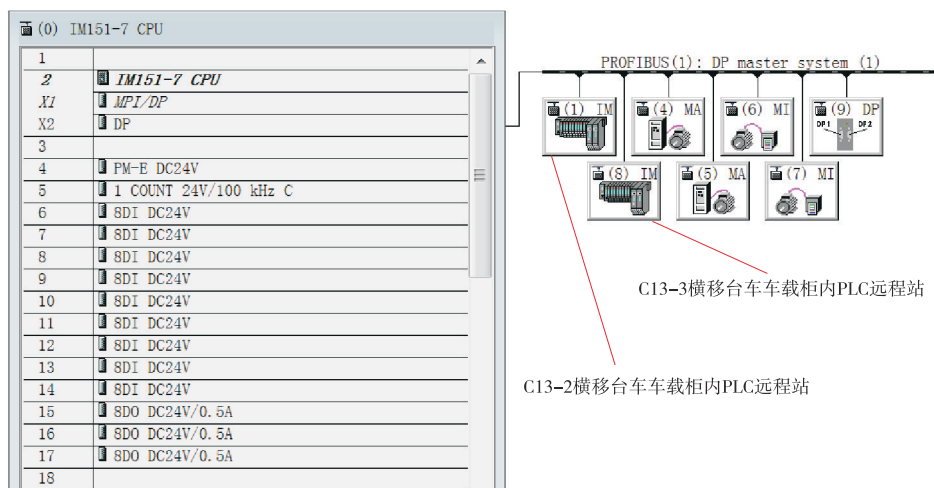 (0) IM151-7 CPU
1
2 IM151-7 CPU
X1 MPI/DP
X2 DP
3
4 PM-E DC24V
5 1 COUNT 24V/100 kHz C
6 8DI DC24V
7 8DI DC24V
8 8DI DC24V
9 8DI DC24V
10 8DI DC24V
11 8DI DC24V
12 8DI DC24V
13 8DI DC24V
14 8DI DC24V
15 8DO DC24V/0.5A
16 8DO DC24V/0.5A
17 8DO DC24V/0.5A
18
PROFIBUS(1): DP master system (1)
(1) IM
(4) MA
(6) MI
(9) DP
DP1 DP2
(8) IM
(5) MA
(7) MI
C13-3横移台车车载柜内PLC远程站
C13-2横移台车车载柜内PLC远程站